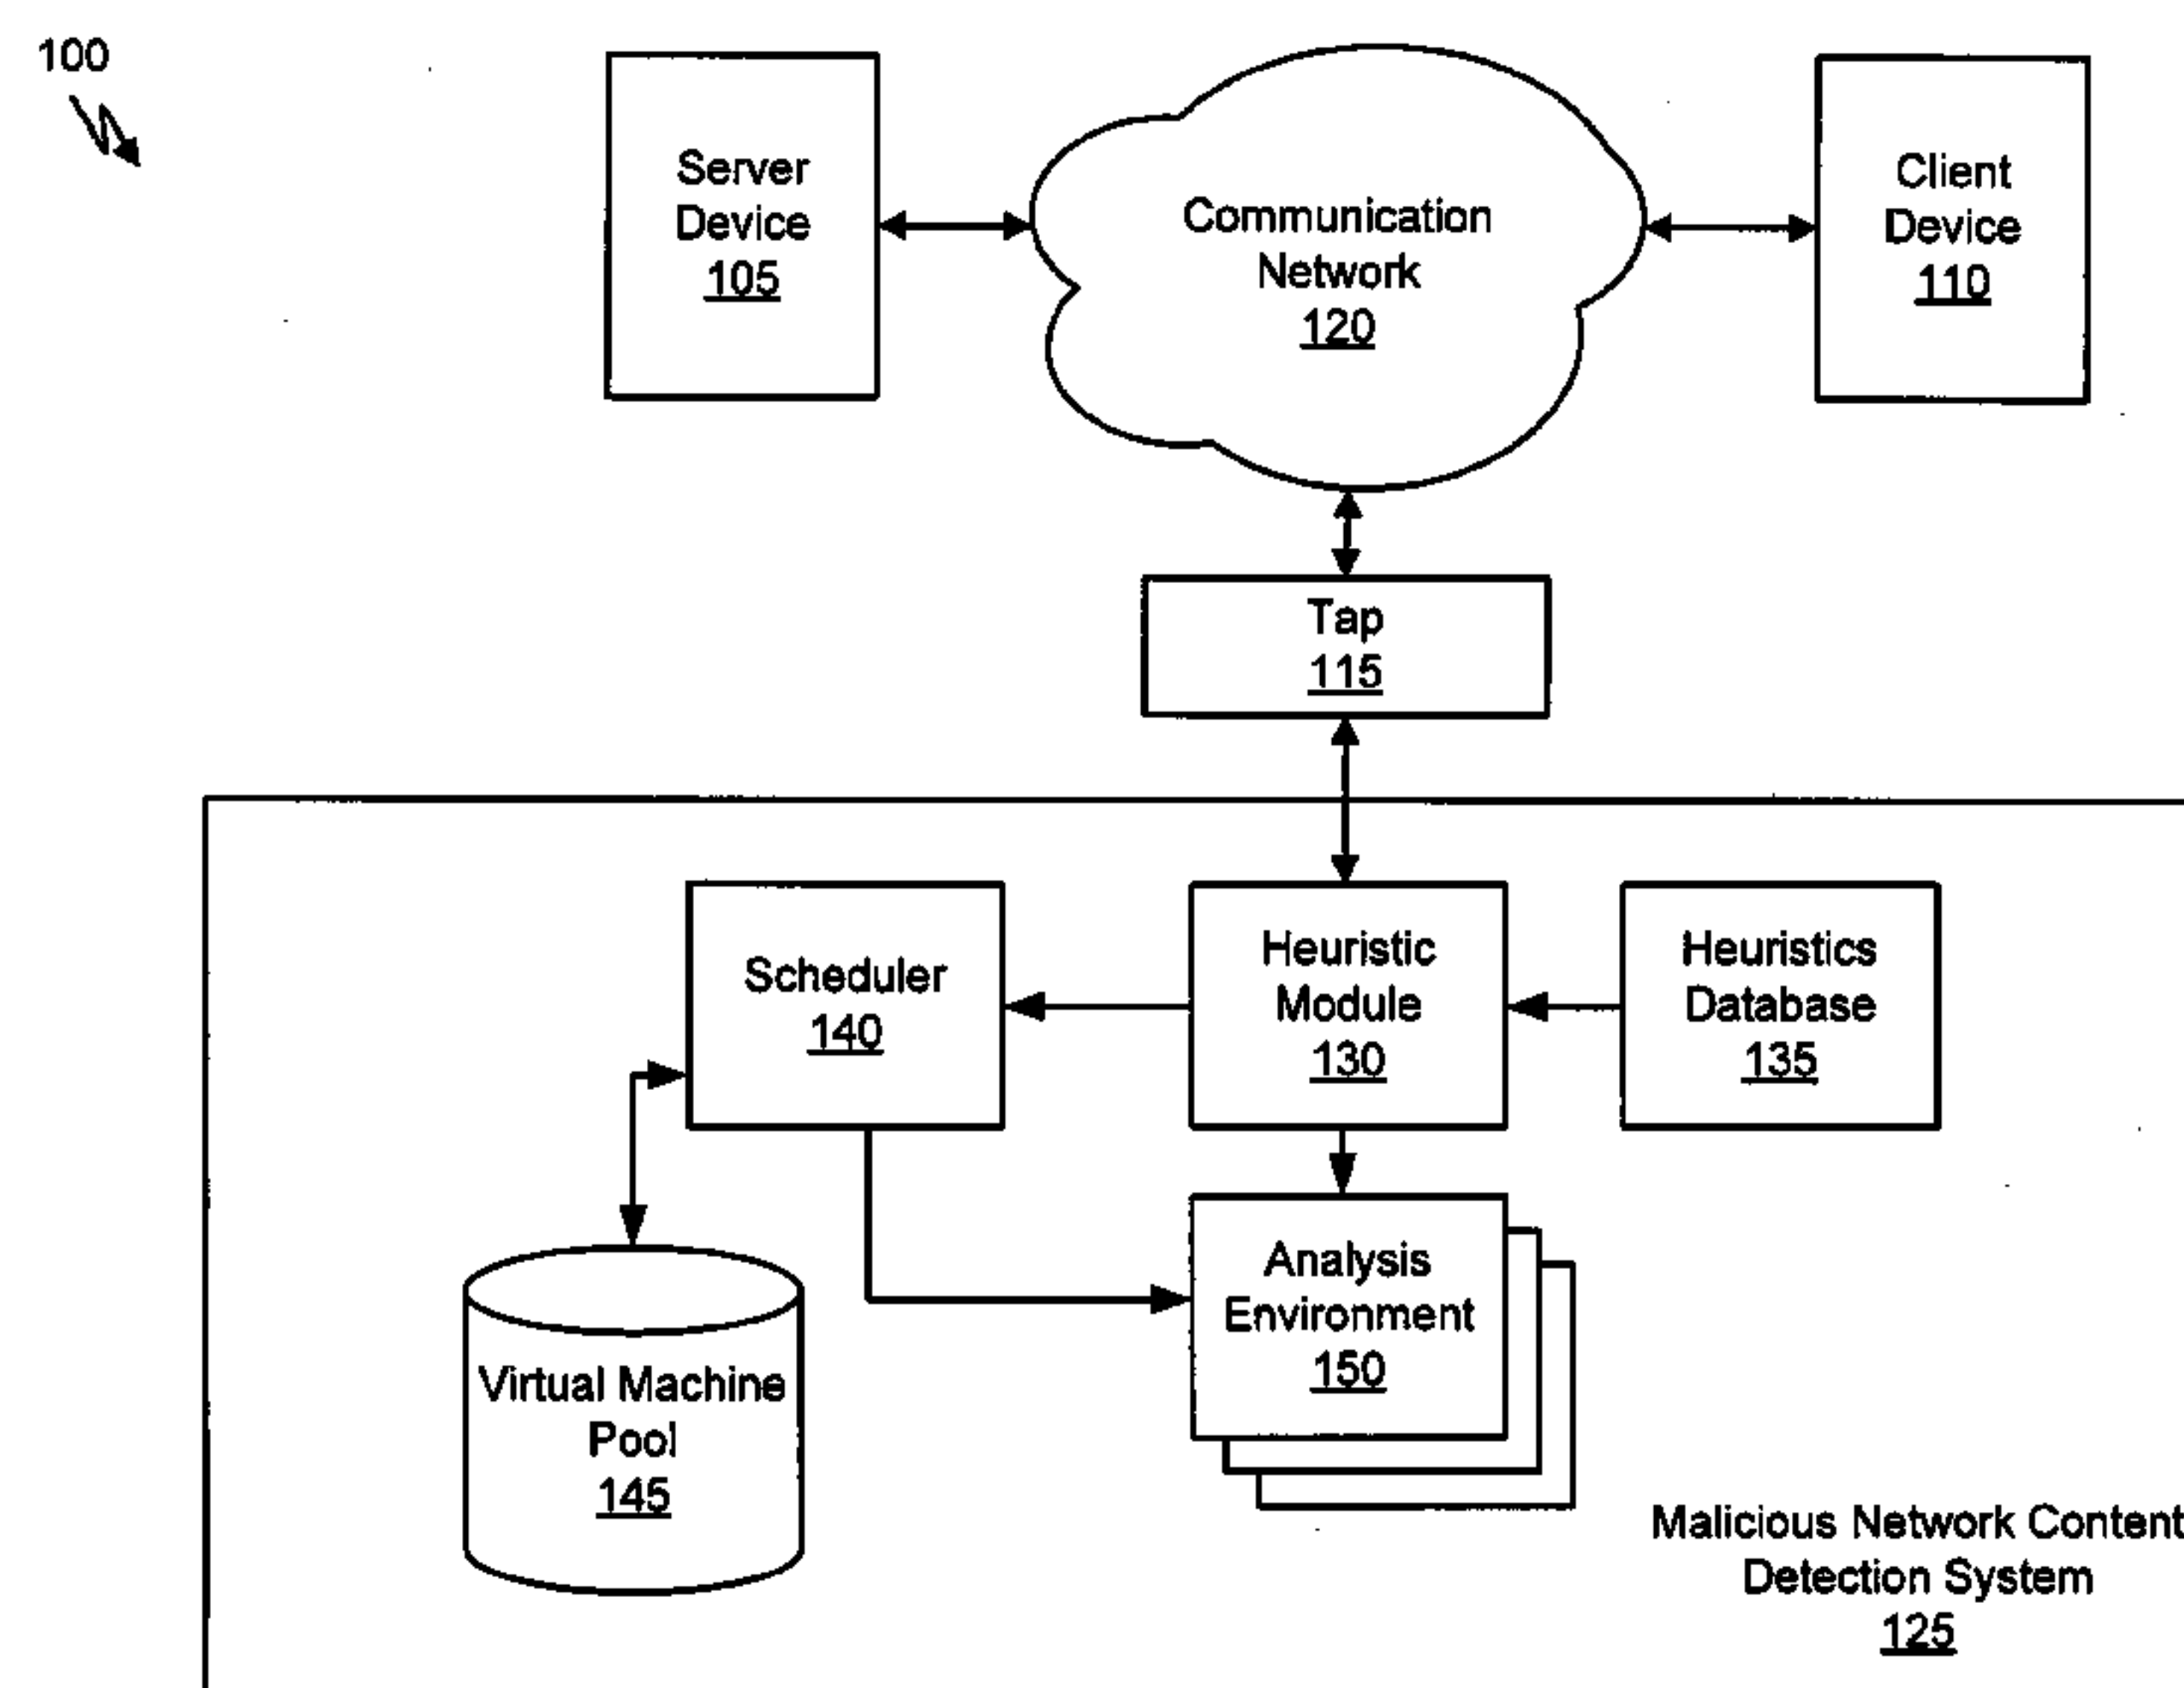 100
Server
Device
105
Communication
Network
120
Client
Device
110
Tap
115
Scheduler
140
Heuristic
Module
130
Heuristics
Database
135
Virtual Machine
Pool
145
Analysis
Environment
150
Malicious Network Content
Detection System
125